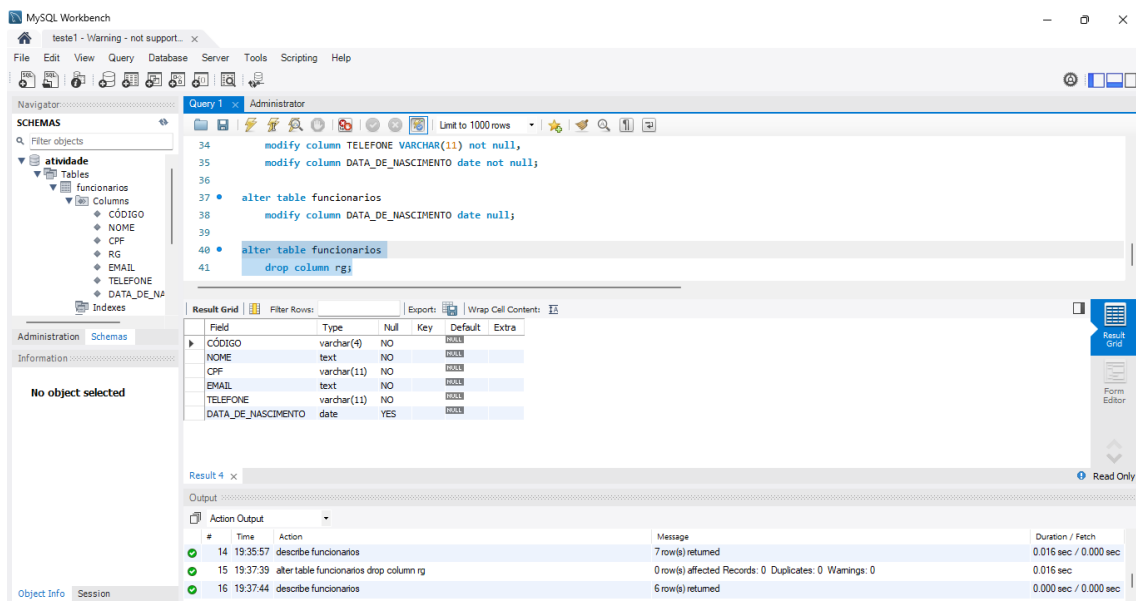 MySQL Workbench
teste1 - Warning - not support...
File Edit View Query Database Server Tools Scripting Help
Navigator
SCHEMAS
Filter objects
atividade
Tables
funcionarios
Columns
CÓDIGO
NOME
CPF
RG
EMAIL
TELEFONE
DATA_DE_NA
Indexes
Administration Schemas
Information
No object selected
Object Info Session
Query 1 Administrator
Limit to 1000 rows
34 modify column TELEFONE VARCHAR(11) not null,
35 modify column DATA_DE_NASCIMENTO date not null;
36
37 alter table funcionarios
38 modify column DATA_DE_NASCIMENTO date null;
39
40 alter table funcionarios
41 drop column rg;
Result Grid Filter Rows: Export: Wrap Cell Content: IA
Field Type Null Key Default Extra
CÓDIGO varchar(4) NO NULL
NOME text NO NULL
CPF varchar(11) NO NULL
EMAIL text NO NULL
TELEFONE varchar(11) NO NULL
DATA_DE_NASCIMENTO date YES NULL
Result Grid
Form Editor
Result 4
Read Only
Output
Action Output
# Time Action Message Duration / Fetch
14 19:35:57 describe funcionarios 7 row(s) returned 0.016 sec / 0.000 sec
15 19:37:39 alter table funcionarios drop column rg 0 row(s) affected Records: 0 Duplicates: 0 Warnings: 0 0.016 sec
16 19:37:44 describe funcionarios 6 row(s) returned 0.000 sec / 0.000 sec